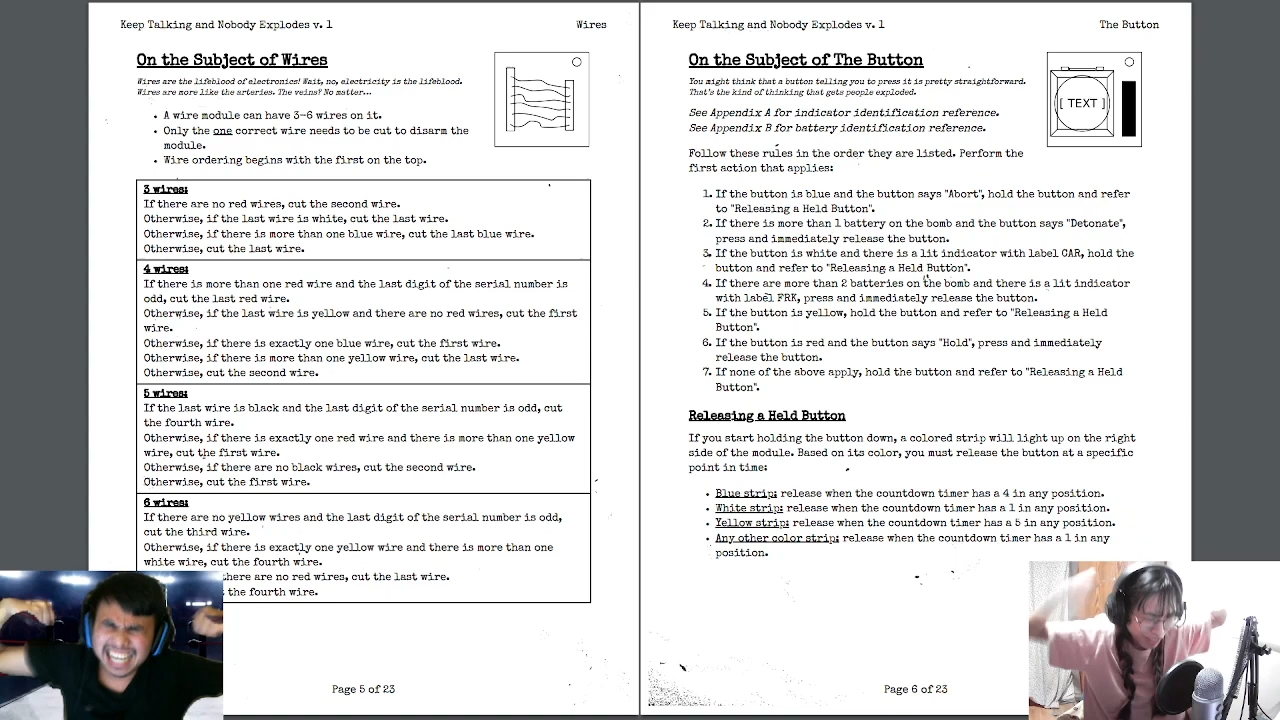 Keep Talking and Nobody Explodes v. 1
Wires
On the Subject of Wires
Wires are the lifeblood of electronics! Wait, no, electricity is the lifeblood.
Wires are more like the arteries. The veins? No matter...
• A wire module can have 3-6 wires on it.
• Only the one correct wire needs to be cut to disarm the
module.
• Wire ordering begins with the first on the top.
3 wires:
If there are no red wires, cut the second wire.
Otherwise, if the last wire is white, cut the last wire.
Otherwise, if there is more than one blue wire, cut the last blue wire.
Otherwise, cut the last wire.
4 wires:
If there is more than one red wire and the last digit of the serial number is
odd, cut the last red wire.
Otherwise, if the last wire is yellow and there are no red wires, cut the first
wire.
Otherwise, if there is exactly one blue wire, cut the first wire.
Otherwise, if there is more than one yellow wire, cut the last wire.
Otherwise, cut the second wire.
5 wires:
If the last wire is black and the last digit of the serial number is odd, cut
the fourth wire.
Otherwise, if there is exactly one red wire and there is more than one yellow
wire, cut the first wire.
Otherwise, if there are no black wires, cut the second wire.
Otherwise, cut the first wire.
6 wires:
If there are no yellow wires and the last digit of the serial number is odd,
cut the third wire.
Otherwise, if there is exactly one yellow wire and there is more than one
white wire, cut the fourth wire.
there are no red wires, cut the last wire.
the fourth wire.
Page 5 of 23
Keep Talking and Nobody Explodes v. 1
The Button
On the Subject of The Button
You might think that a button telling you to press it is pretty straightforward.
That's the kind of thinking that gets people exploded.
[ TEXT ]
See Appendix A for indicator identification reference.
See Appendix B for battery identification reference.
Follow these rules in the order they are listed. Perform the
first action that applies:
1. If the button is blue and the button says "Abort", hold the button and refer
to "Releasing a Held Button".
2. If there is more than 1 battery on the bomb and the button says "Detonate",
press and immediately release the button.
3. If the button is white and there is a lit indicator with label CAR, hold the
button and refer to "Releasing a Held Button".
4. If there are more than 2 batteries on the bomb and there is a lit indicator
with label FRK, press and immediately release the button.
5. If the button is yellow, hold the button and refer to "Releasing a Held
Button".
6. If the button is red and the button says "Hold", press and immediately
release the button.
7. If none of the above apply, hold the button and refer to "Releasing a Held
Button".
Releasing a Held Button
If you start holding the button down, a colored strip will light up on the right
side of the module. Based on its color, you must release the button at a specific
point in time:
• Blue strip: release when the countdown timer has a 4 in any position.
• White strip: release when the countdown timer has a 1 in any position.
• Yellow strip: release when the countdown timer has a 5 in any position.
• Any other color strip: release when the countdown timer has a 1 in any
position.
Page 6 of 23